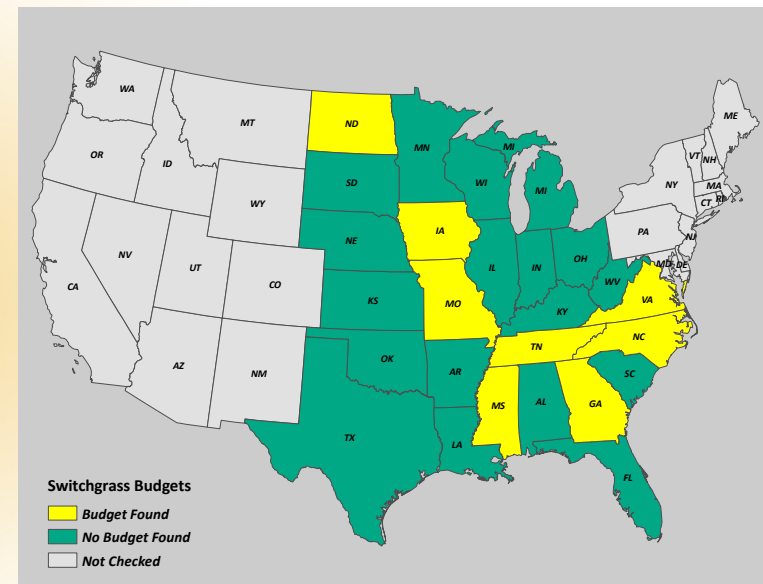 WA
MT
ND
ME
OR
ID
MN
MI
VT
NH
SD
WI
MI
NY
MA
WY
CT
RI
IA
PA
NJ
NE
NV
UT
IL
IN
OH
MD
DE
CO
WV
CA
KS
MO
KY
VA
TN
NC
AZ
NM
OK
AR
SC
MS
AL
GA
TX
LA
FL
Switchgrass Budgets
Budget Found
No Budget Found
Not Checked